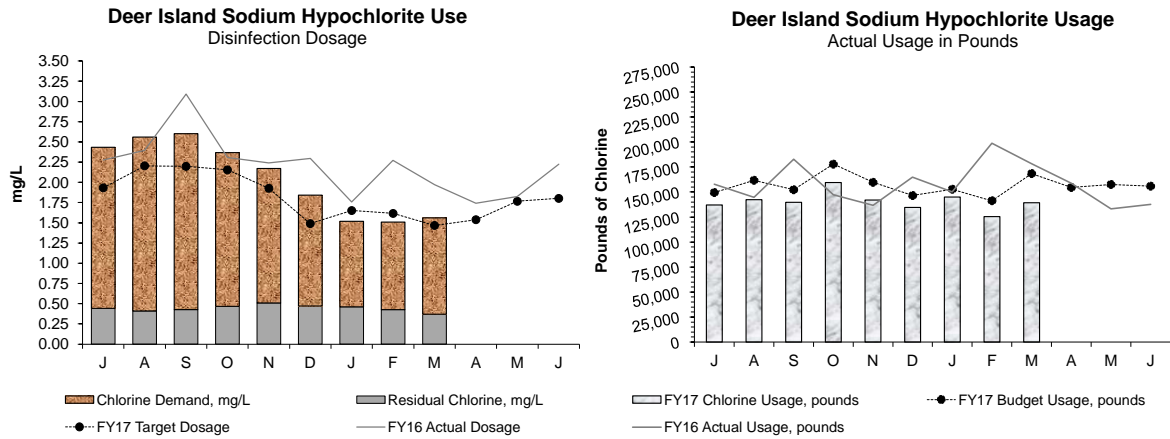 Deer Island Sodium Hypochlorite Use
Disinfection Dosage
mg/L
3.50
3.25
3.00
2.75
2.50
2.25
2.00
1.75
1.50
1.25
1.00
0.75
0.50
0.25
0.00
J A S O N D J F M A M J
Chlorine Demand, mg/L
Residual Chlorine, mg/L
FY17 Target Dosage
FY16 Actual Dosage
Deer Island Sodium Hypochlorite Usage
Actual Usage in Pounds
Pounds of Chlorine
275,000
250,000
225,000
200,000
175,000
150,000
125,000
100,000
75,000
50,000
25,000
0
J A S O N D J F M A M J
FY17 Chlorine Usage, pounds
FY17 Budget Usage, pounds
FY16 Actual Usage, pounds